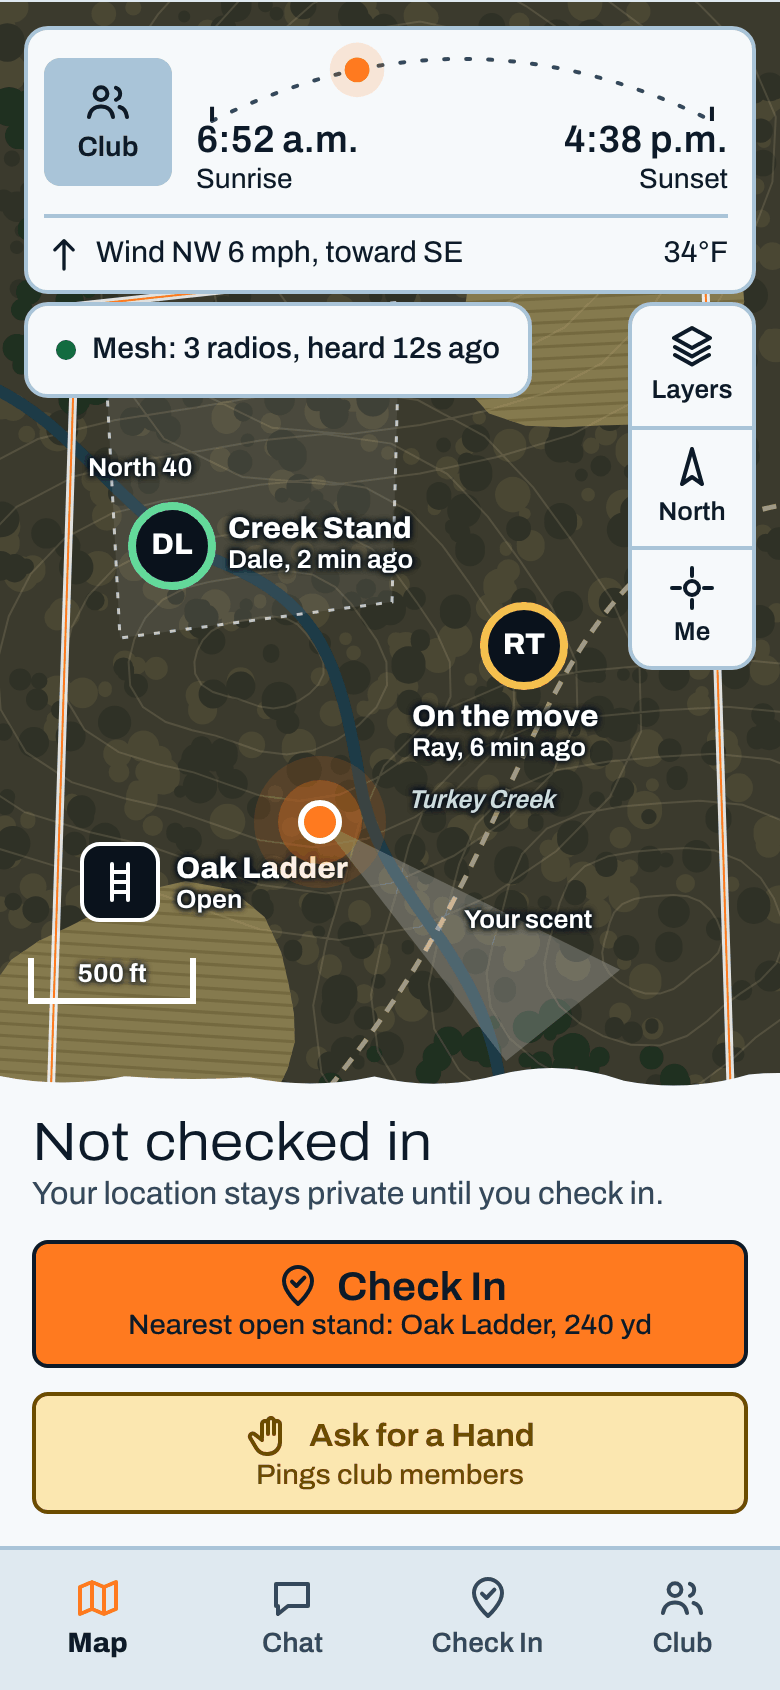 Club
6:52 a.m.
Sunrise
4:38 p.m.
Sunset
Wind NW 6 mph, toward SE
34°F
Mesh: 3 radios, heard 12s ago
Layers
North
Me
North 40
DL
Creek Stand
Dale, 2 min ago
RT
On the move
Ray, 6 min ago
Turkey Creek
Oak Ladder
Open
Your scent
500 ft
Not checked in
Your location stays private until you check in.
Check In
Nearest open stand: Oak Ladder, 240 yd
Ask for a Hand
Pings club members
Map
Chat
Check In
Club